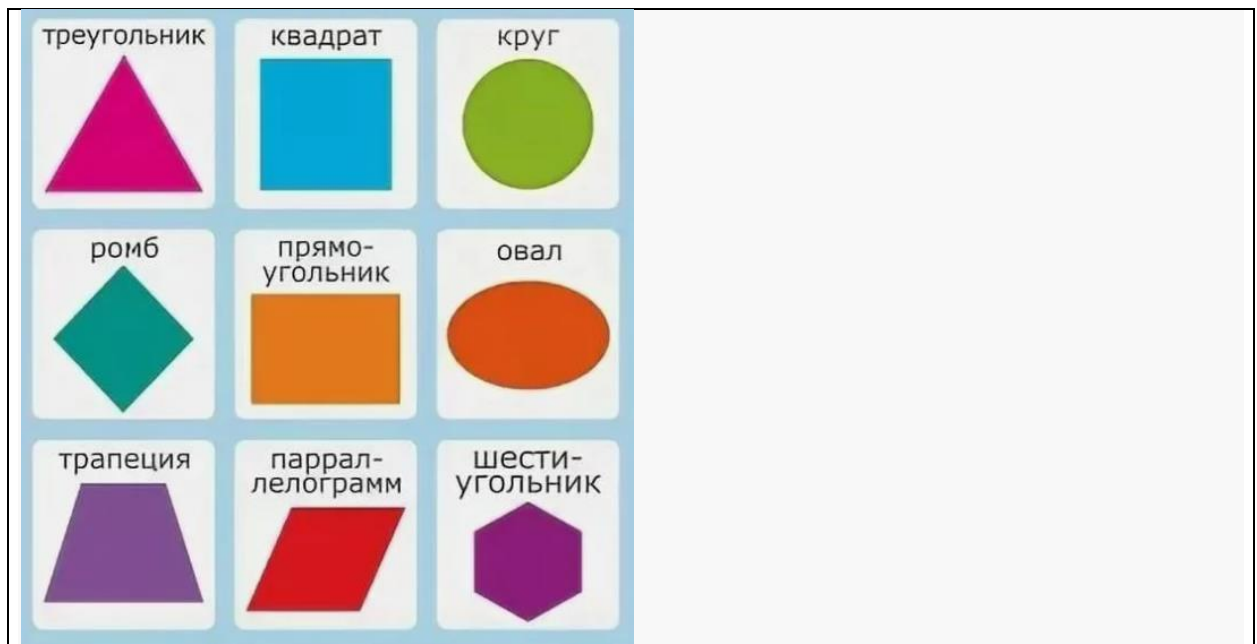 треугольник
квадрат
круг
ромб
прямо-
угольник
овал
трапеция
паррал-
лелограмм
шести-
угольник